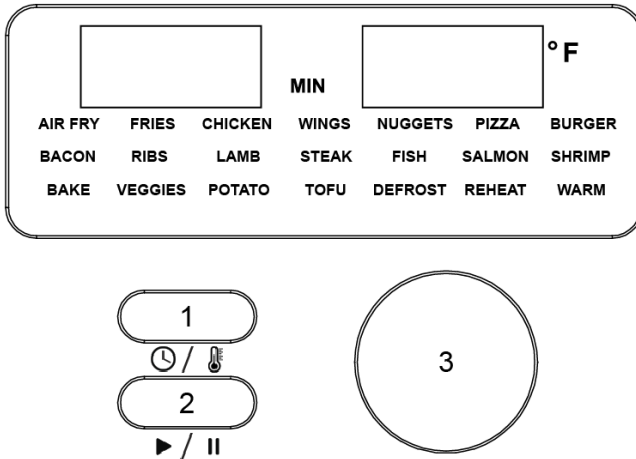 ° F
MIN
AIR FRY FRIES CHICKEN WINGS NUGGETS PIZZA BURGER
BACON RIBS LAMB STEAK FISH SALMON SHRIMP
BAKE VEGGIES POTATO TOFU DEFROST REHEAT WARM
1
/
2
/
3